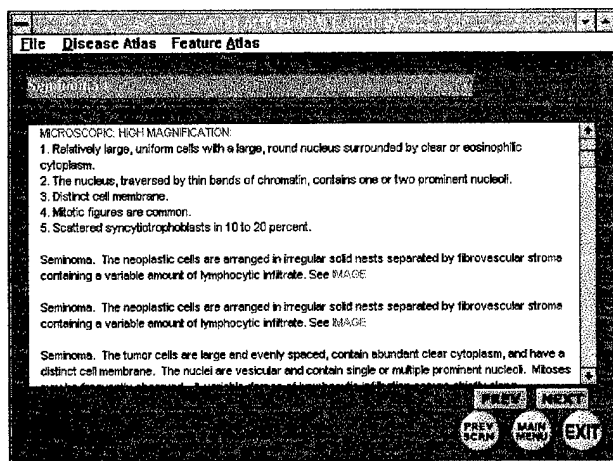 File Disease Atlas Feature Atlas
Seminoma
MICROSCOPIC: HIGH MAGNIFICATION:
1. Relatively large, uniform cells with a large, round nucleus surrounded by clear or eosinophilic
cytoplasm.
2. The nucleus, traversed by thin bands of chromatin, contains one or two prominent nucleoli.
3. Distinct cell membrane.
4. Mitotic figures are common.
5. Scattered syncytiotrophoblasts in 10 to 20 percent.
Seminoma. The neoplastic cells are arranged in irregular solid nests separated by fibrovascular stroma
containing a variable amount of lymphocytic infiltrate. See IMAGE
Seminoma. The neoplastic cells are arranged in irregular solid nests separated by fibrovascular stroma
containing a variable amount of lymphocytic infiltrate. See IMAGE
Seminoma. The tumor cells are large and evenly spaced, contain abundant clear cytoplasm, and have a
distinct cell membrane. The nuclei are vesicular and contain single or multiple prominent nucleoli. Mitoses
PREV NEXT
PREV SCAN MAIN MENU EXIT